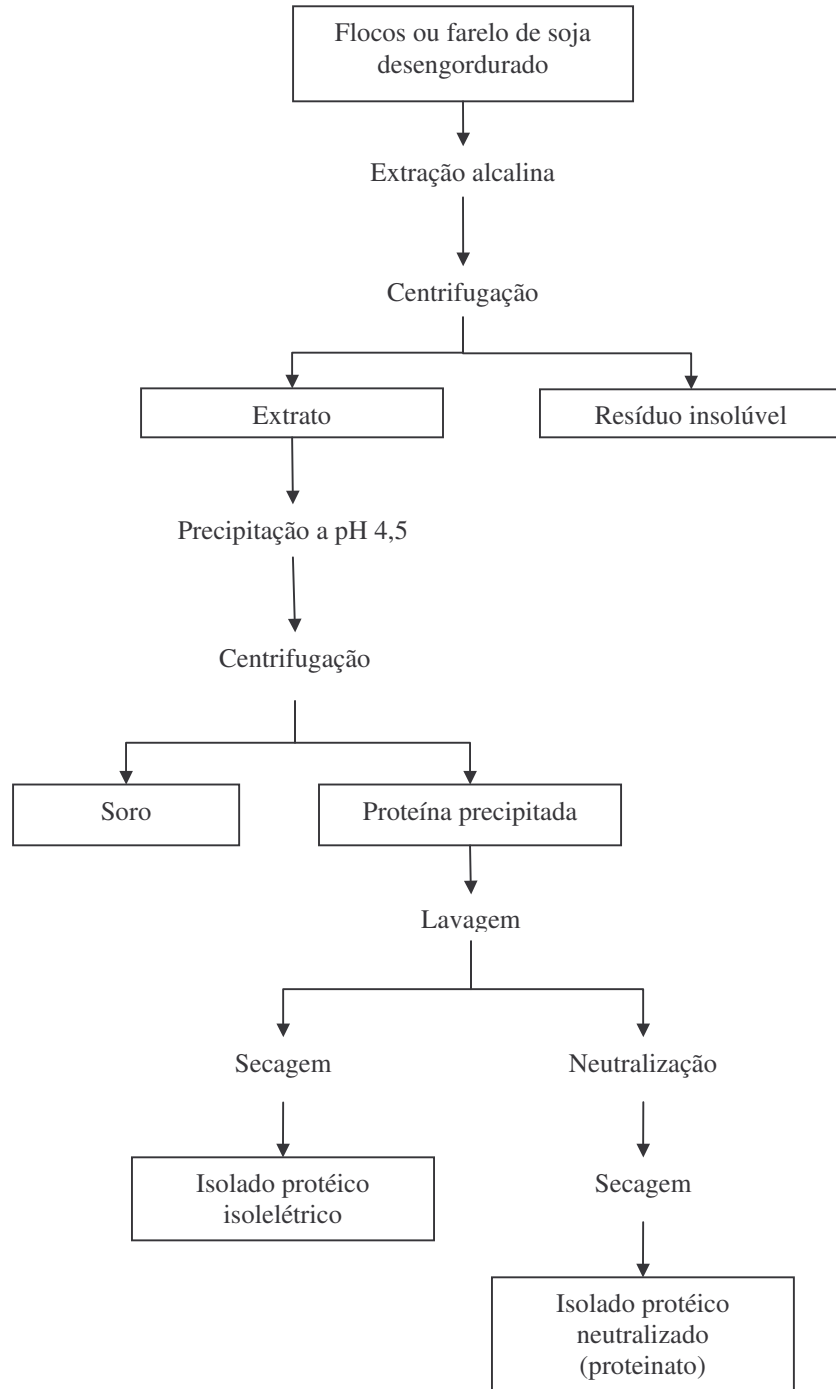 Flocos ou farelo de soja
desengordurado
Extração alcalina
Centrifugação
Extrato
Resíduo insolúvel
Precipitação a pH 4,5
Centrifugação
Soro
Proteína precipitada
Lavagem
Secagem
Neutralização
Isolado protéico
isolelétrico
Secagem
Isolado protéico
neutralizado
(proteinato)